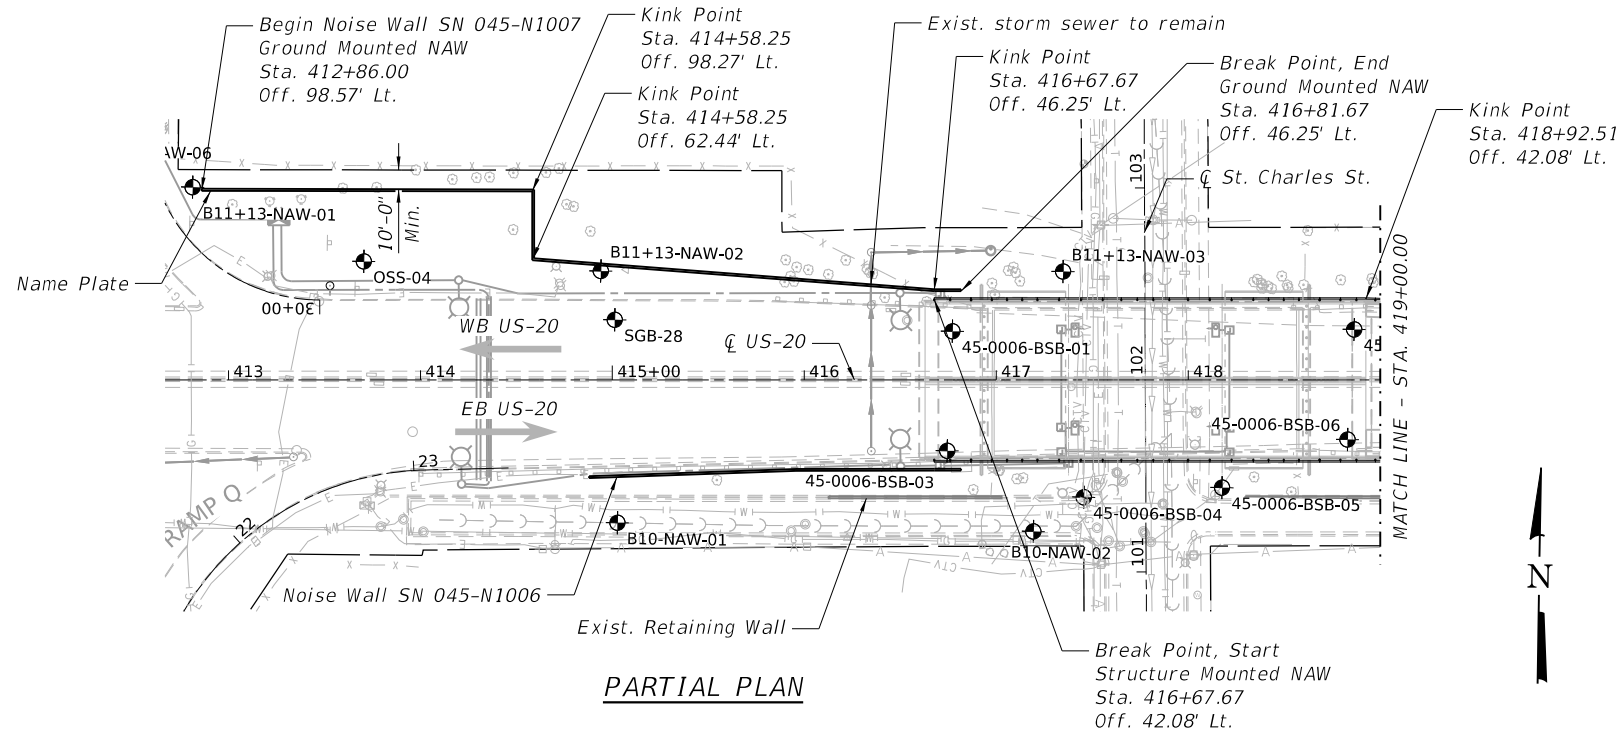 Begin Noise Wall SN 045-N1007
Ground Mounted NAW
Sta. 412+86.00
Off. 98.57' Lt.
Kink Point
Sta. 414+58.25
Off. 98.27' Lt.
Kink Point
Sta. 414+58.25
Off. 62.44' Lt.
Exist. storm sewer to remain
Kink Point
Sta. 416+67.67
Off. 46.25' Lt.
Break Point, End
Ground Mounted NAW
Sta. 416+81.67
Off. 46.25' Lt.
Kink Point
Sta. 418+92.51
Off. 42.08' Lt.
AW-06
B11+13-NAW-01
10'-0"
Min.
103
℄ St. Charles St.
OSS-04
B11+13-NAW-02
B11+13-NAW-03
Name Plate
30+00
WB US-20
SGB-28
℄ US-20
45-0006-BSB-01
45
102
413
414
415+00
416
417
418
MATCH LINE - STA. 419+00.00
EB US-20
45-0006-BSB-06
23
45-0006-BSB-03
45-0006-BSB-04
45-0006-BSB-05
RAMP Q
22
B10-NAW-01
B10-NAW-02
101
CTV
CTV
N
Noise Wall SN 045-N1006
Exist. Retaining Wall
Break Point, Start
Structure Mounted NAW
Sta. 416+67.67
Off. 42.08' Lt.
PARTIAL PLAN